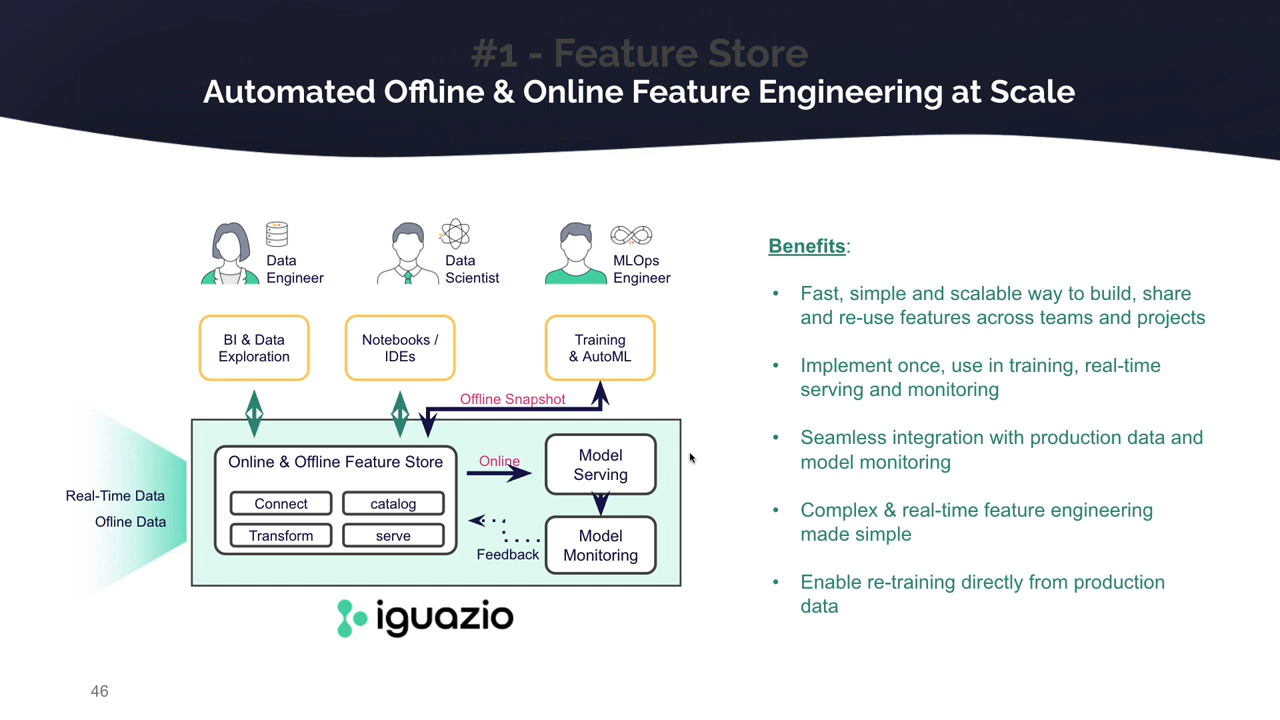 #1 - Feature Store
Automated Offline & Online Feature Engineering at Scale
Data
Engineer
Data
Scientist
MLOps
Engineer
BI & Data
Exploration
Notebooks /
IDEs
Training
& AutoML
Offline Snapshot
Online & Offline Feature Store
Connect
catalog
Transform
serve
Online
Model
Serving
Feedback
Model
Monitoring
Real-Time Data
Ofline Data
iguazio
Benefits:
• Fast, simple and scalable way to build, share
and re-use features across teams and projects
• Implement once, use in training, real-time
serving and monitoring
• Seamless integration with production data and
model monitoring
• Complex & real-time feature engineering
made simple
• Enable re-training directly from production
data
46